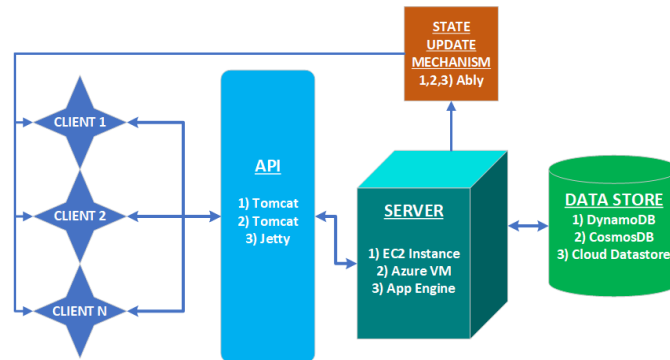 STATE
UPDATE
MECHANISM
1,2,3) Ably
CLIENT 1
CLIENT 2
CLIENT N
API
1) Tomcat
2) Tomcat
3) Jetty
SERVER
1) EC2 Instance
2) Azure VM
3) App Engine
DATA STORE
1) DynamoDB
2) CosmosDB
3) Cloud Datastore